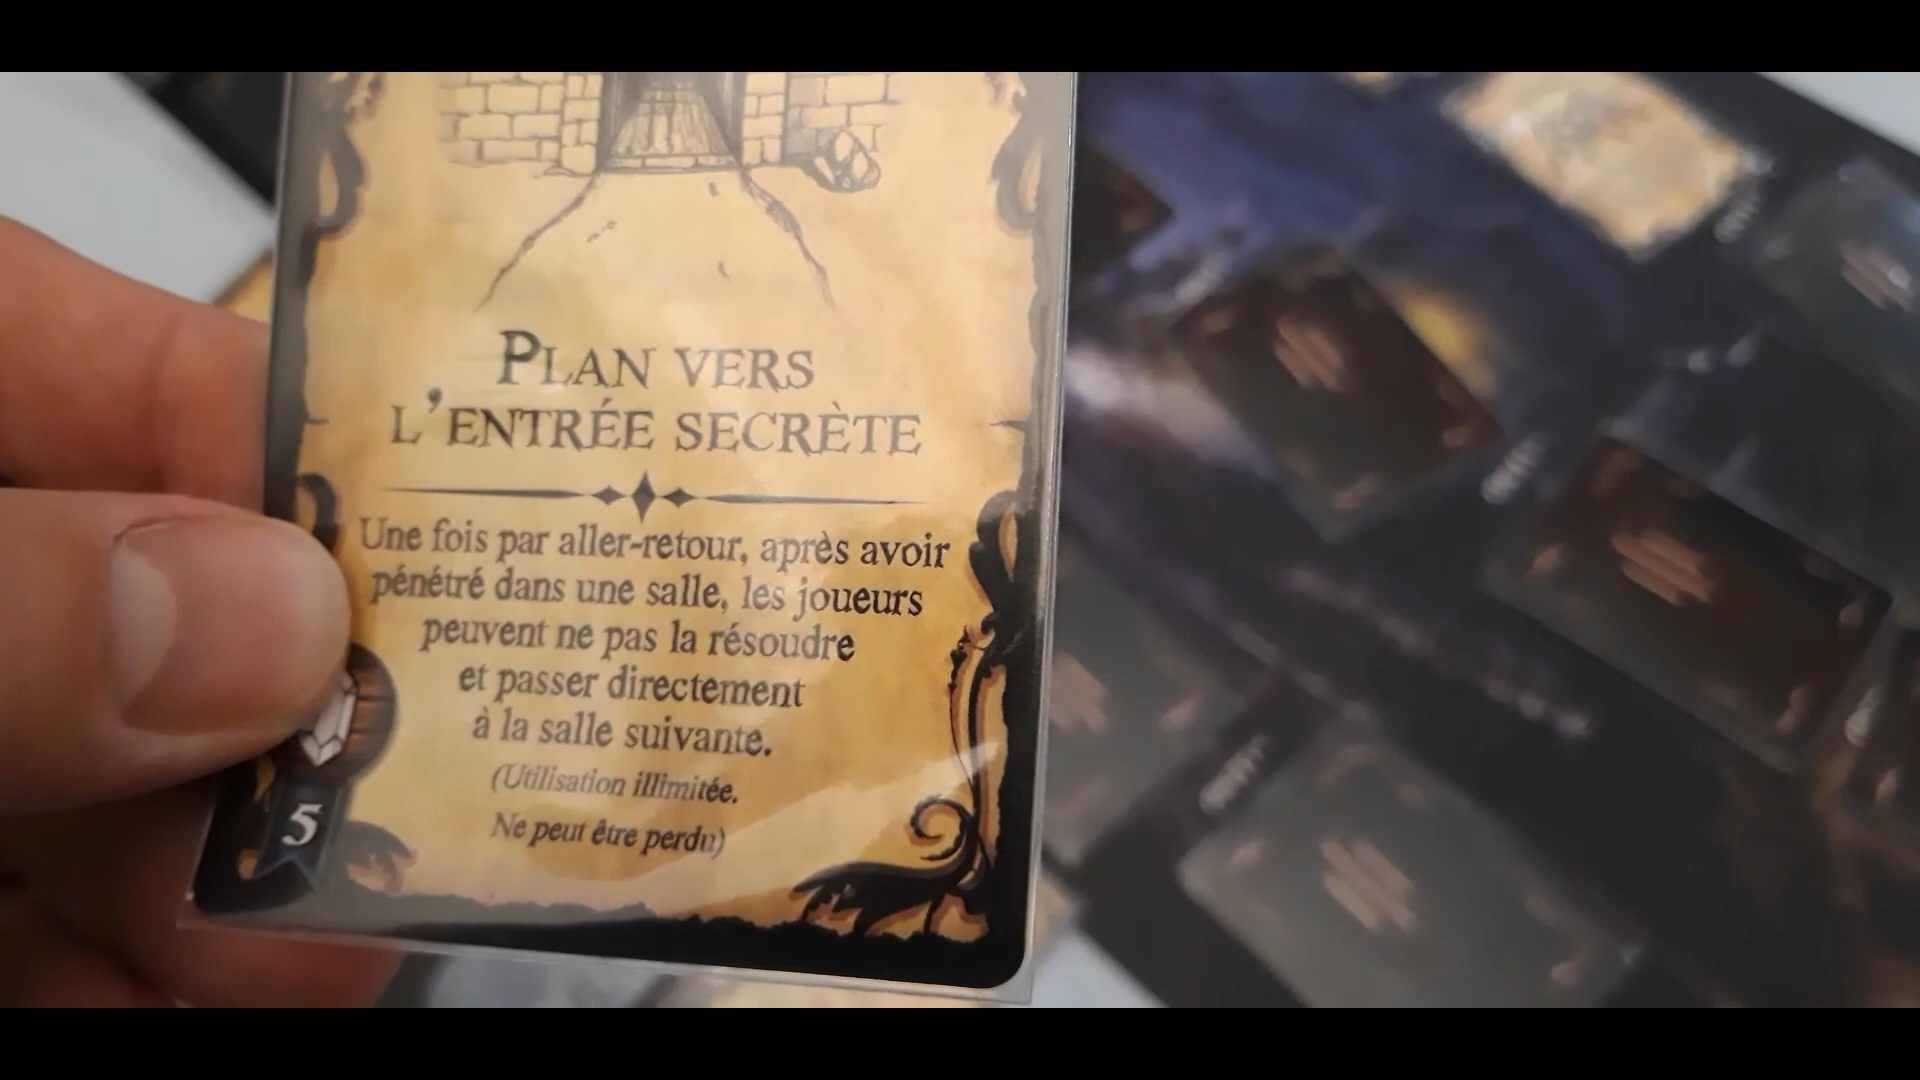 Plan vers
l'entrée secrète
Une fois par aller-retour, après avoir
pénétré dans une salle, les joueurs
peuvent ne pas la résoudre
et passer directement
à la salle suivante.
(Utilisation illimitée.
Ne peut être perdu)
5